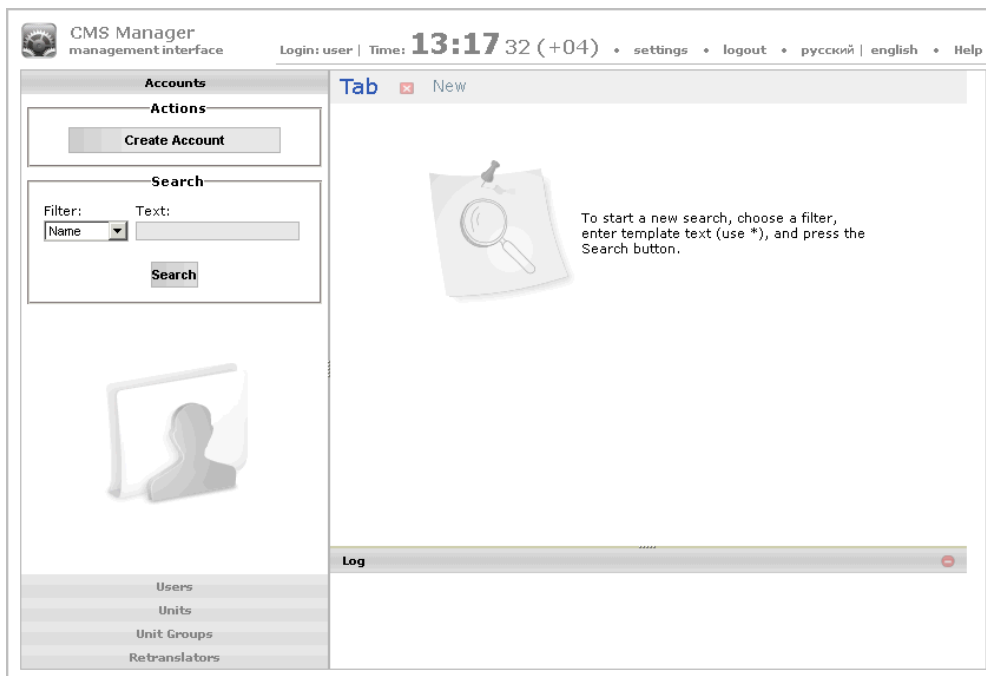 CMS Manager
management interface
Login: user | Time: 13:17 32 (+04) • settings • logout • русский | english • Help
Accounts
Actions
Create Account
Search
Filter: Text:
Name
Search
Users
Units
Unit Groups
Retranslators
Tab New
To start a new search, choose a filter,
enter template text (use *), and press the
Search button.
Log